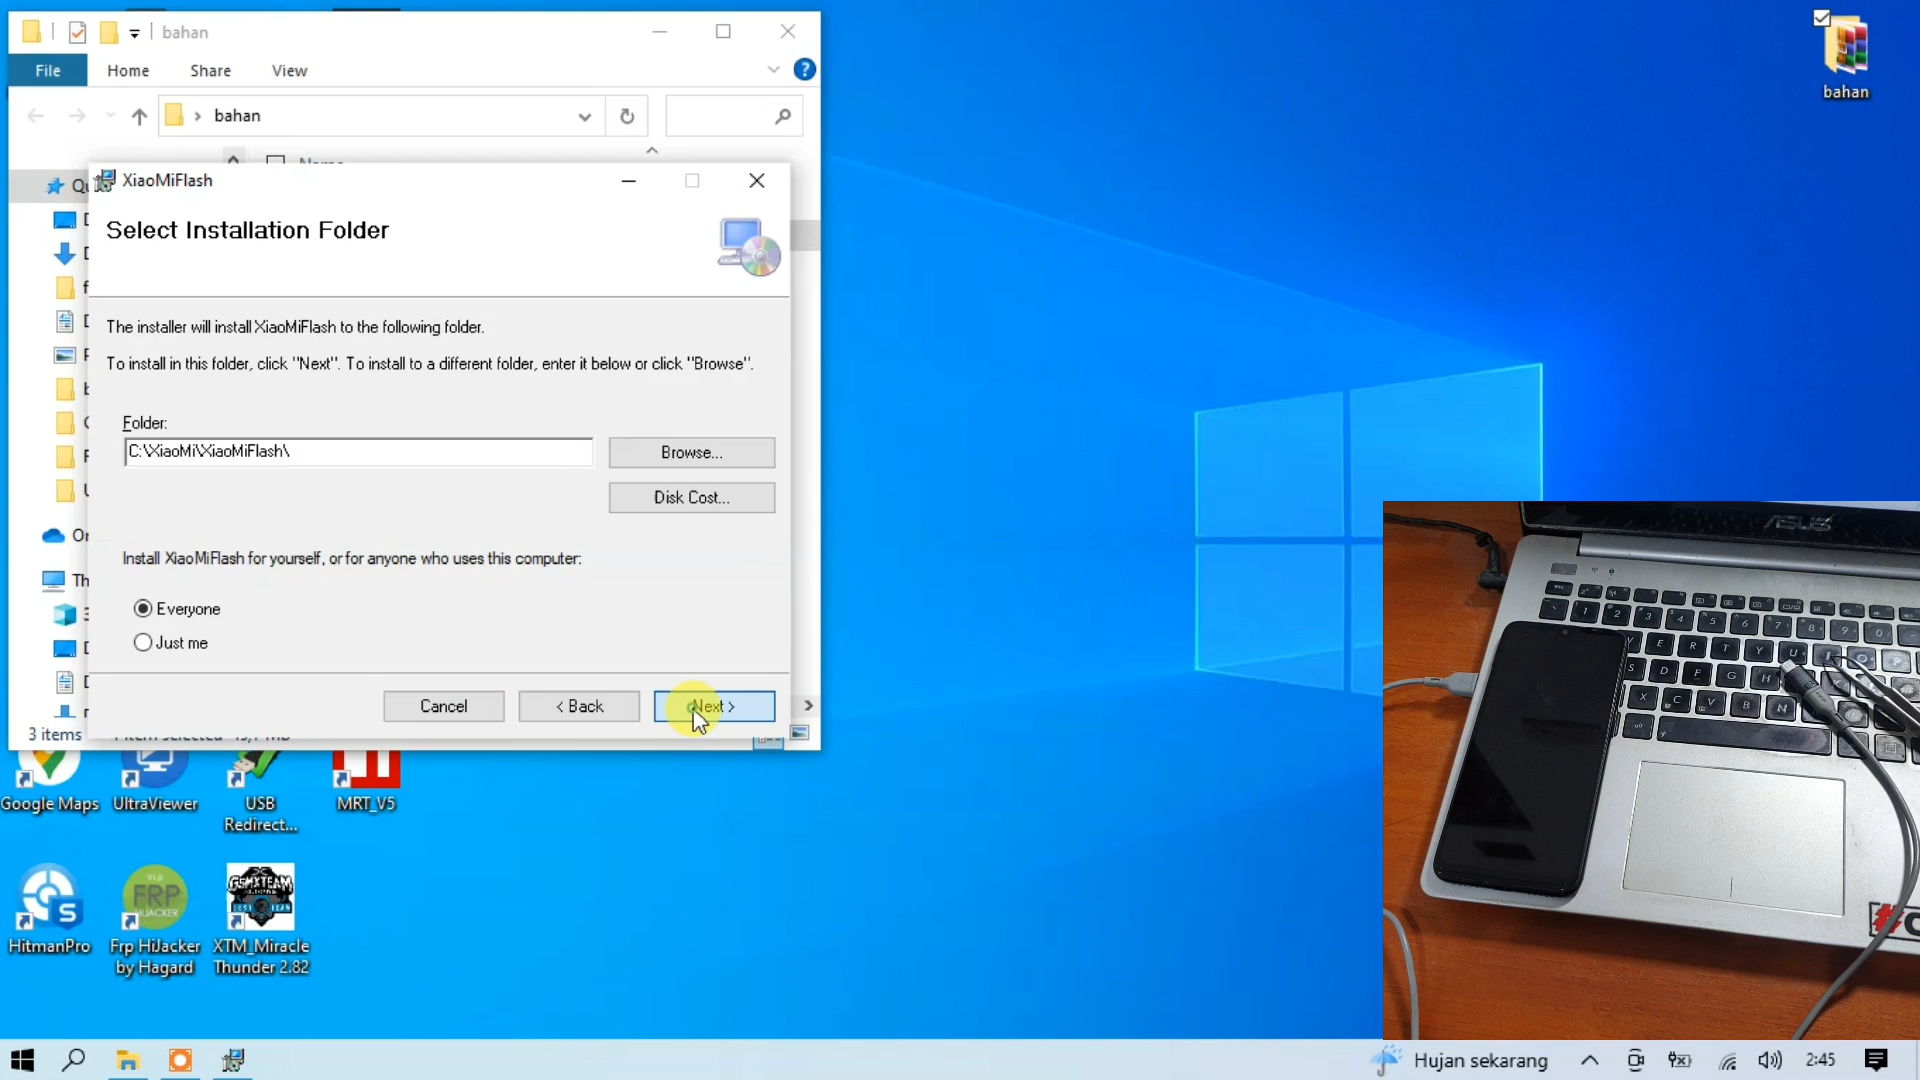 bahan
File
Home
Share
View
bahan
bahan
XiaoMiFlash
Select Installation Folder
The installer will install XiaoMiFlash to the following folder.
To install in this folder, click "Next". To install to a different folder, enter it below or click "Browse".
Folder:
C:\XiaoMi\XiaoMiFlash\
Browse...
Disk Cost...
Install XiaoMiFlash for yourself, or for anyone who uses this computer:
Everyone
Just me
Cancel
< Back
Next >
3 items
Google Maps
UltraViewer
USB
Redirect...
MRT_V5
HitmanPro
Frp HiJacker
by Hagard
XTM_Miracle
Thunder 2.82
FRP
HIJACKER
ASUS
Hujan sekarang
2:45